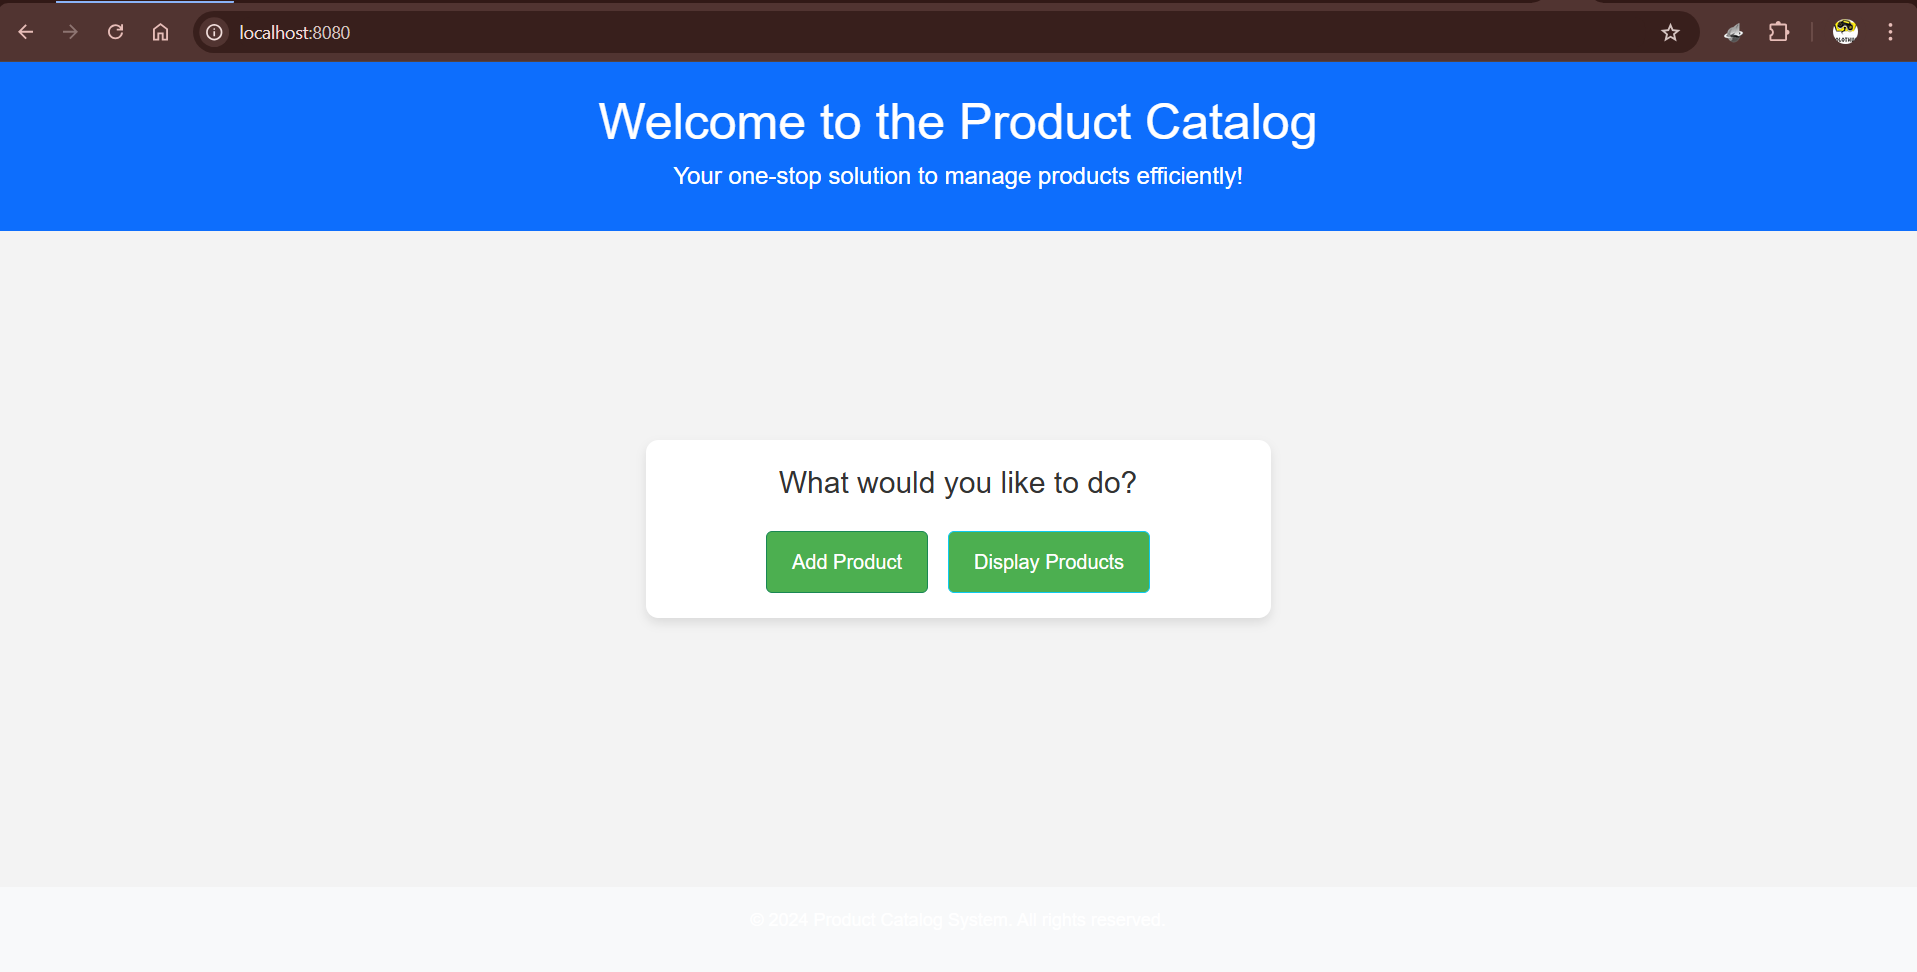 localhost:8080
Welcome to the Product Catalog
Your one-stop solution to manage products efficiently!
What would you like to do?
Add Product
Display Products
© 2024 Product Catalog System. All rights reserved.